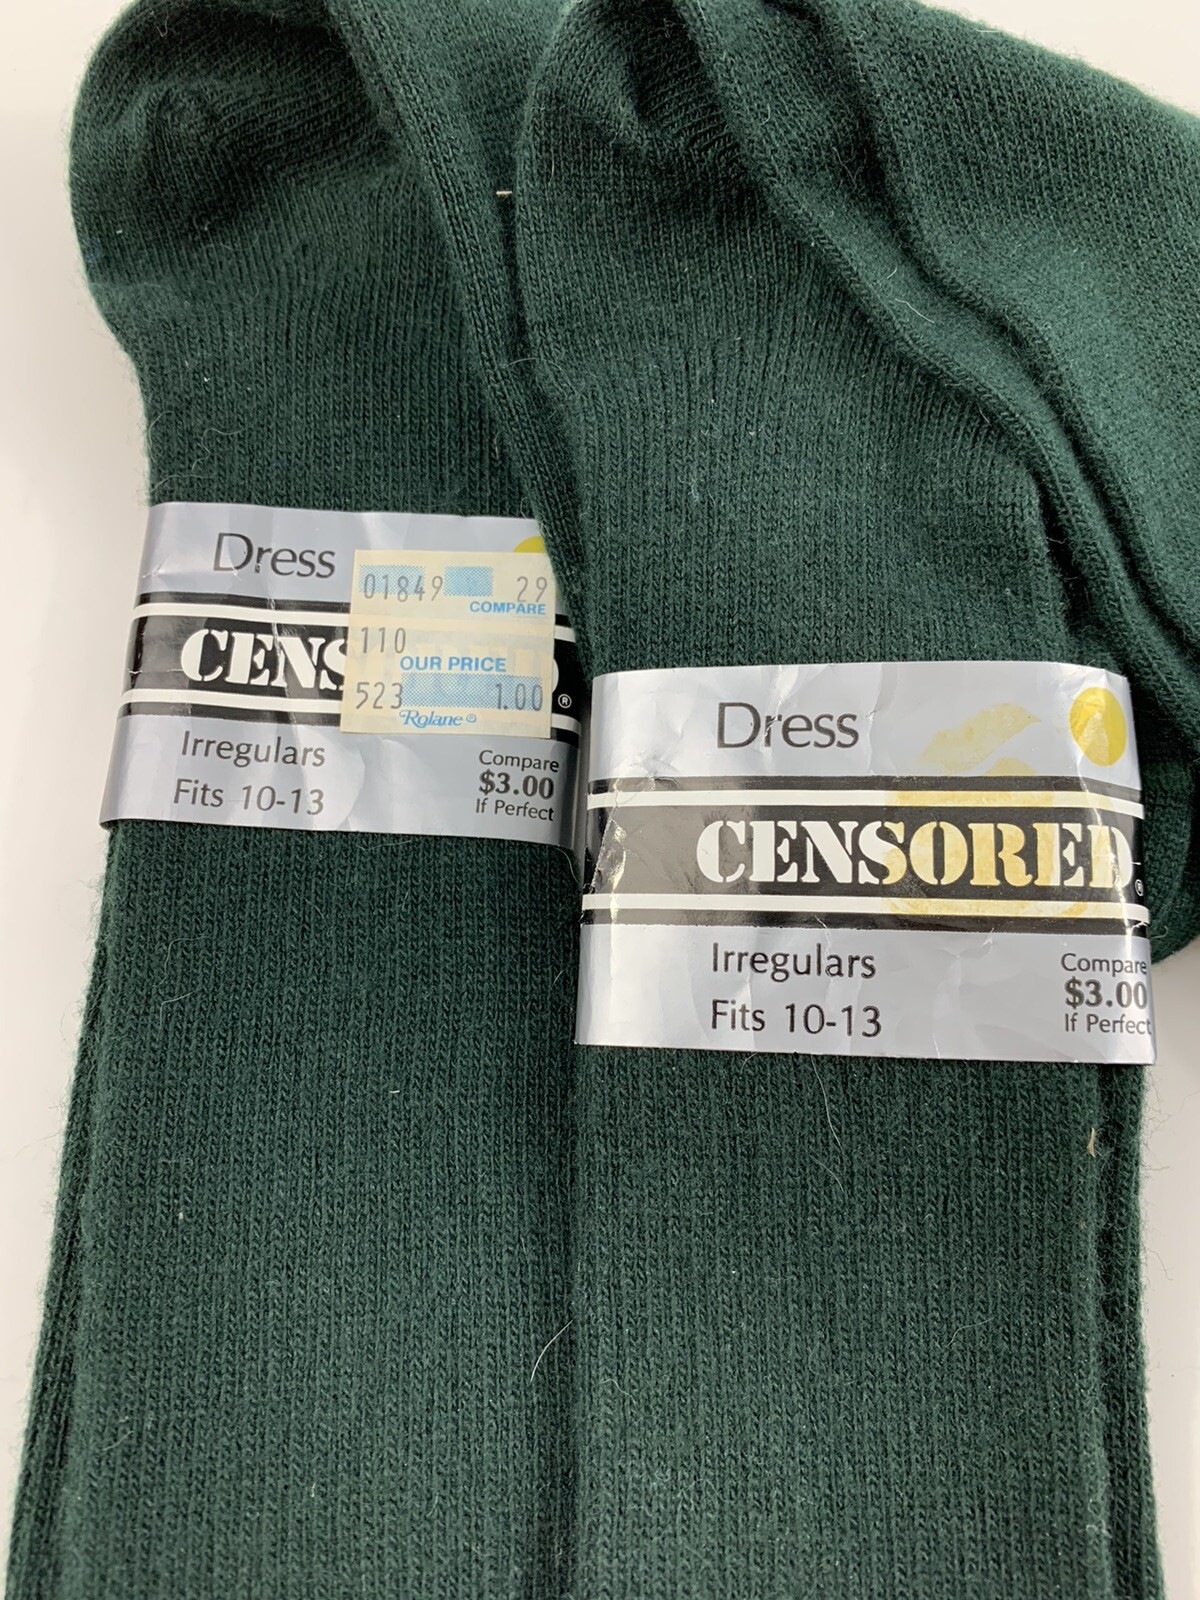 Dress
01849 29
COMPARE
110
OUR PRICE
523 1.00
Rolane®
CENS D®
Irregulars
Fits 10-13
Compare
$3.00
If Perfect
Dress
CENSORED®
Irregulars
Fits 10-13
Compare
$3.00
If Perfect